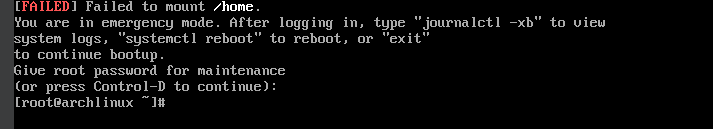 [FAILED] Failed to mount /home.
You are in emergency mode. After logging in, type "journalctl -xb" to view
system logs, "systemctl reboot" to reboot, or "exit"
to continue bootup.
Give root password for maintenance
(or press Control-D to continue):
[root@archlinux ~]#